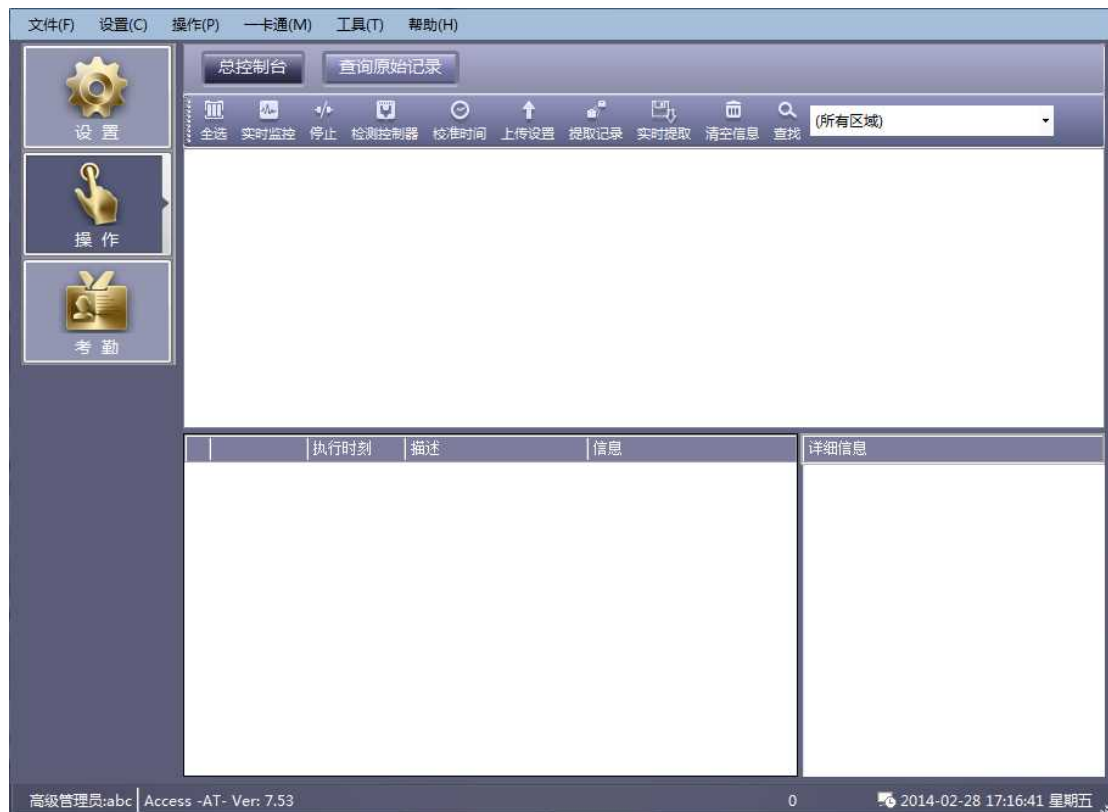 文件(F) 设置(C) 操作(P) 一卡通(M) 工具(T) 帮助(H)
总控制台 查询原始记录
全选 实时监控 停止 检测控制器 校准时间 上传设置 提取记录 实时提取 清空信息 查找 (所有区域)
设 置
操 作
考 勤
执行时刻 描述 信息 详细信息
高级管理员:abc Access -AT- Ver: 7.53 0 2014-02-28 17:16:41 星期五